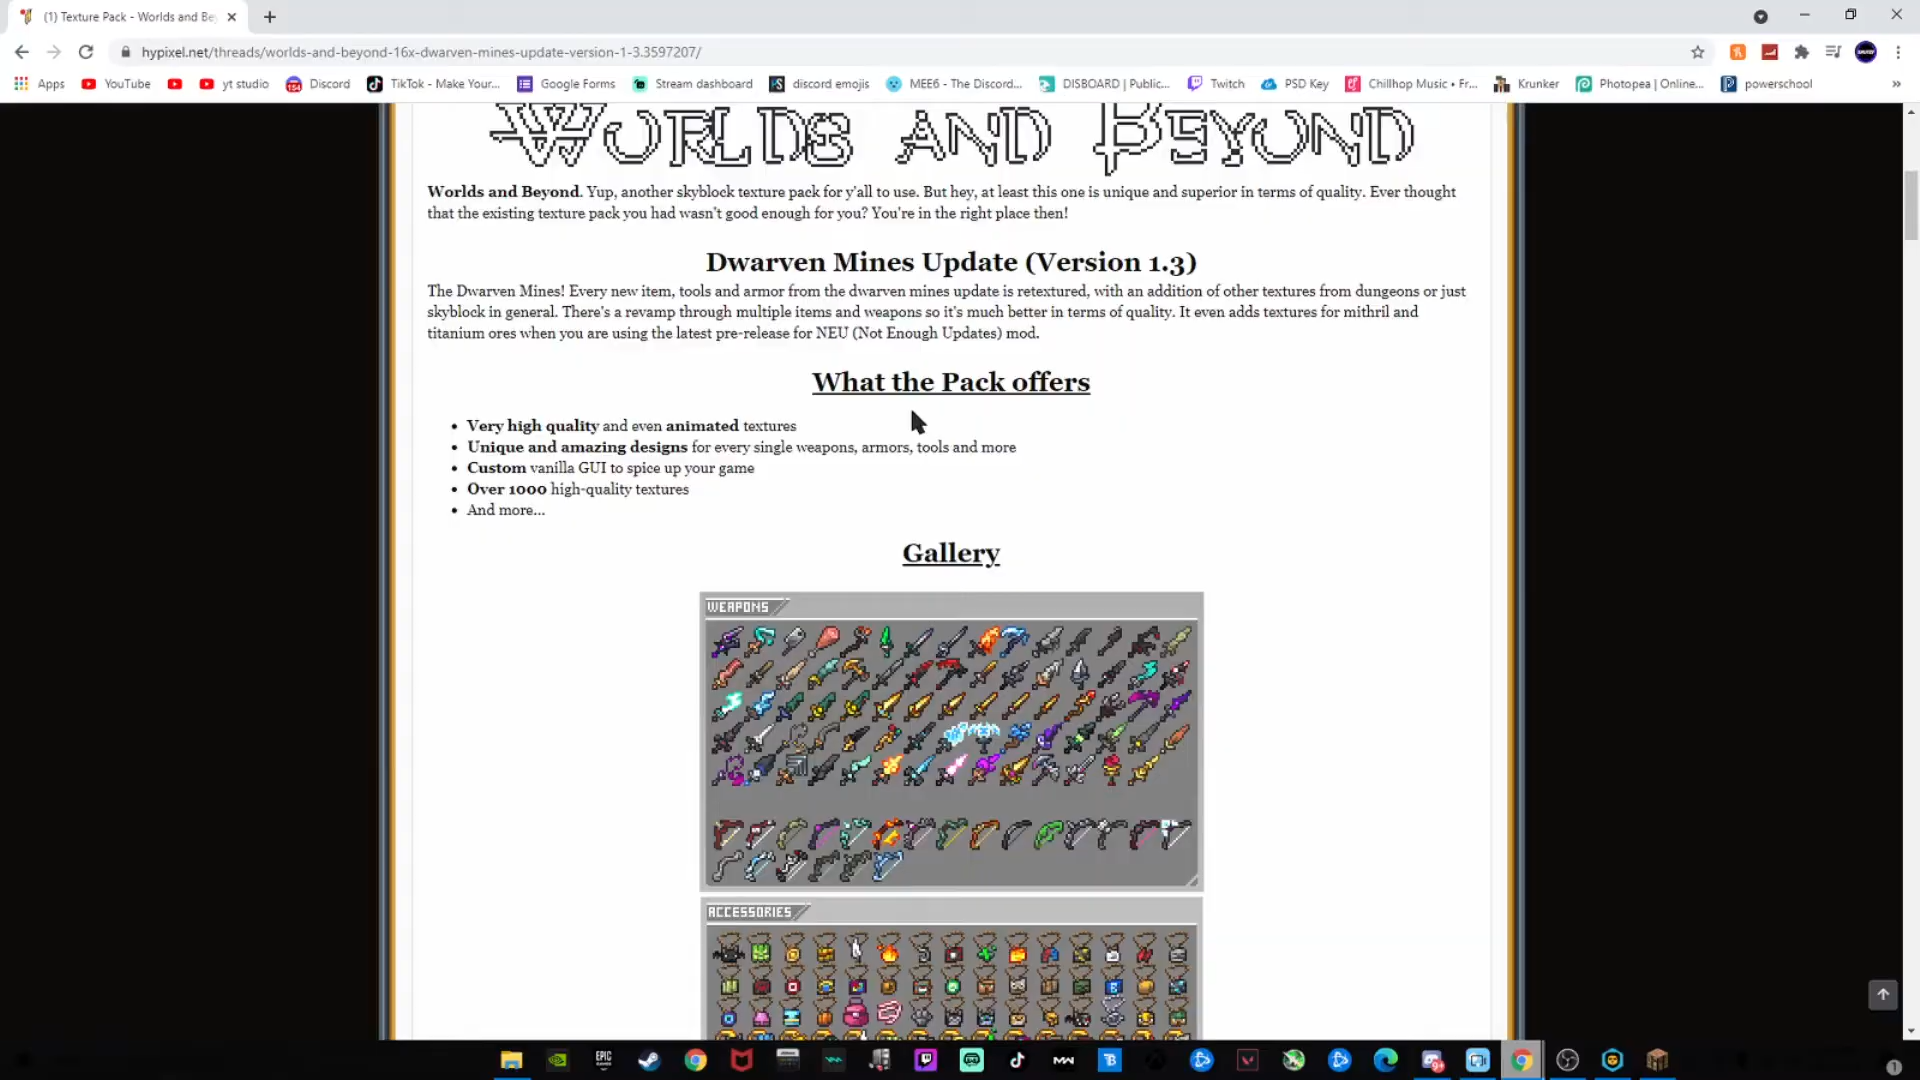 (1) Texture Pack - Worlds and Be
hypixel.net/threads/worlds-and-beyond-16x-dwarven-mines-update-version-1-3.3597207/
Apps YouTube yt studio Discord TikTok - Make Your... Google Forms Stream dashboard discord emojis MEE6 - The Discord... DISBOARD | Public... Twitch PSD Key Chillhop Music • Fr... Krunker Photopea | Online... powerschool »
WORLDS AND BEYOND
Worlds and Beyond. Yup, another skyblock texture pack for y'all to use. But hey, at least this one is unique and superior in terms of quality. Ever thought
that the existing texture pack you had wasn't good enough for you? You're in the right place then!
Dwarven Mines Update (Version 1.3)
The Dwarven Mines! Every new item, tools and armor from the dwarven mines update is retextured, with an addition of other textures from dungeons or just
skyblock in general. There's a revamp through multiple items and weapons so it's much better in terms of quality. It even adds textures for mithril and
titanium ores when you are using the latest pre-release for NEU (Not Enough Updates) mod.
What the Pack offers
• Very high quality and even animated textures
• Unique and amazing designs for every single weapons, armors, tools and more
• Custom vanilla GUI to spice up your game
• Over 1000 high-quality textures
• And more...
Gallery
WEAPONS
ACCESSORIES
EPIC
MW